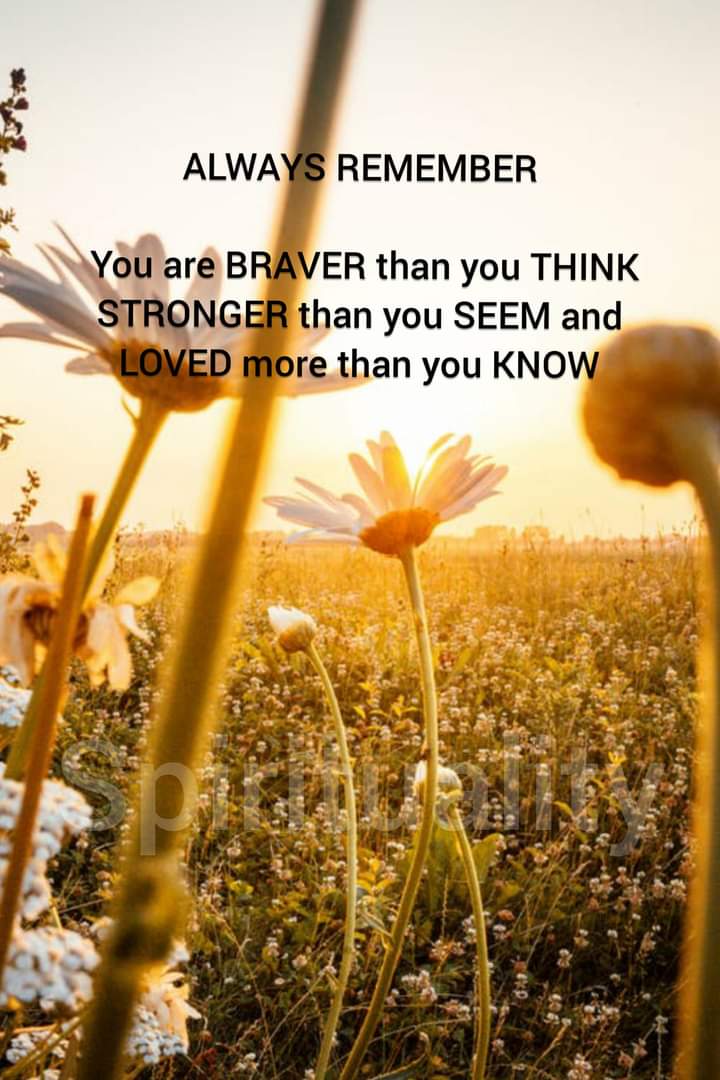 ALWAYS REMEMBER
You are BRAVER than you THINK
STRONGER than you SEEM and
LOVED more than you KNOW
Spirituality